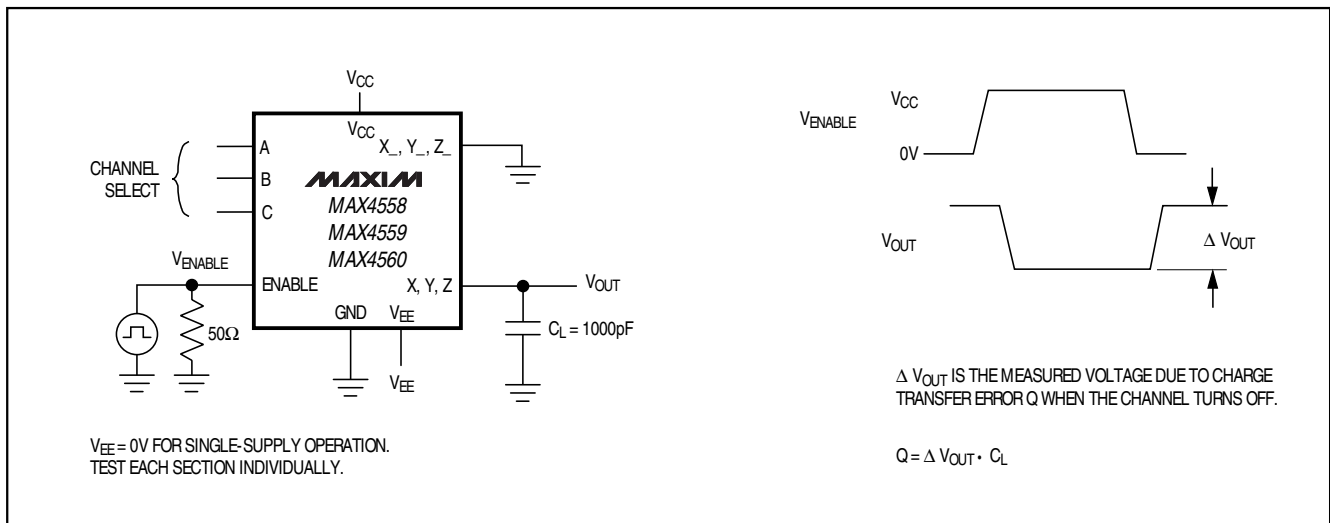 VCC
VCC
X_, Y_, Z_
A
CHANNEL
SELECT
B
MAXIM
MAX4558
C
MAX4559
MAX4560
VENABLE
ENABLE
X, Y, Z
VOUT
GND
VEE
50Ω
CL = 1000pF
VEE
VEE = 0V FOR SINGLE-SUPPLY OPERATION.
TEST EACH SECTION INDIVIDUALLY.
VCC
VENABLE
0V
VOUT
Δ VOUT
Δ VOUT IS THE MEASURED VOLTAGE DUE TO CHARGE
TRANSFER ERROR Q WHEN THE CHANNEL TURNS OFF.
Q = Δ VOUT · CL